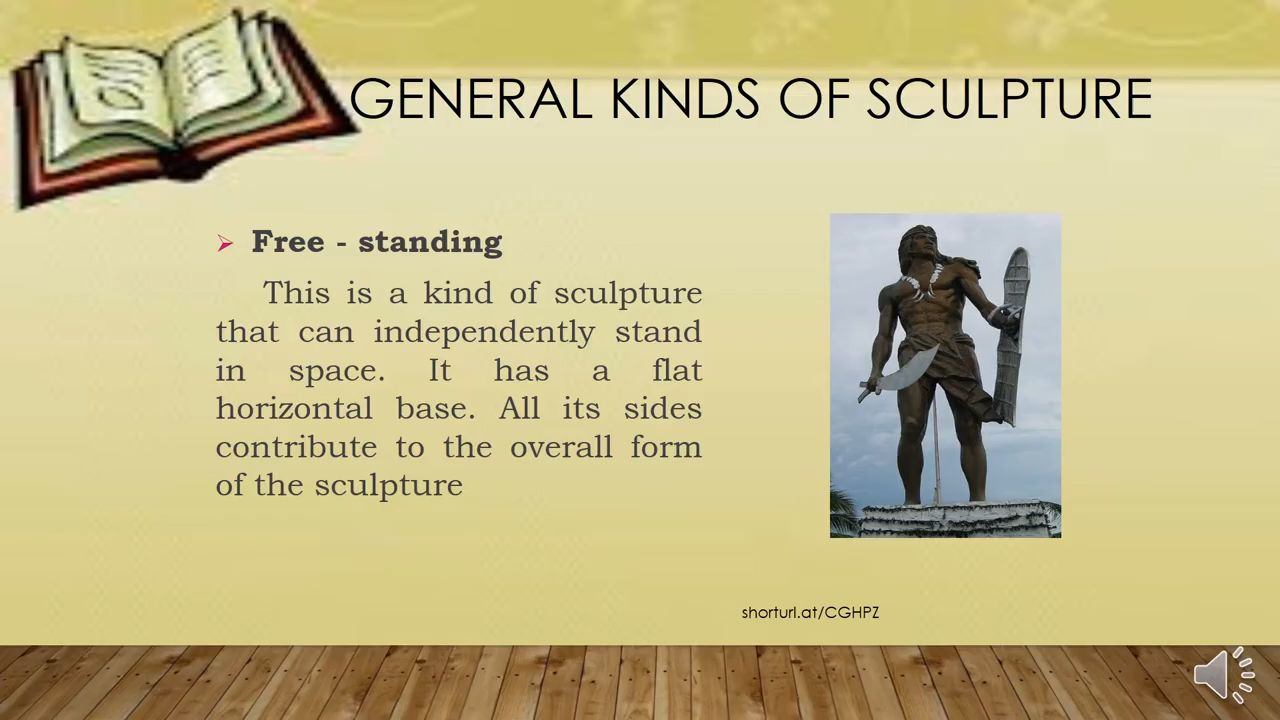 GENERAL KINDS OF SCULPTURE
Free - standing
This is a kind of sculpture
that can independently stand
in space. It has a flat
horizontal base. All its sides
contribute to the overall form
of the sculpture
shorturl.at/CGHPZ